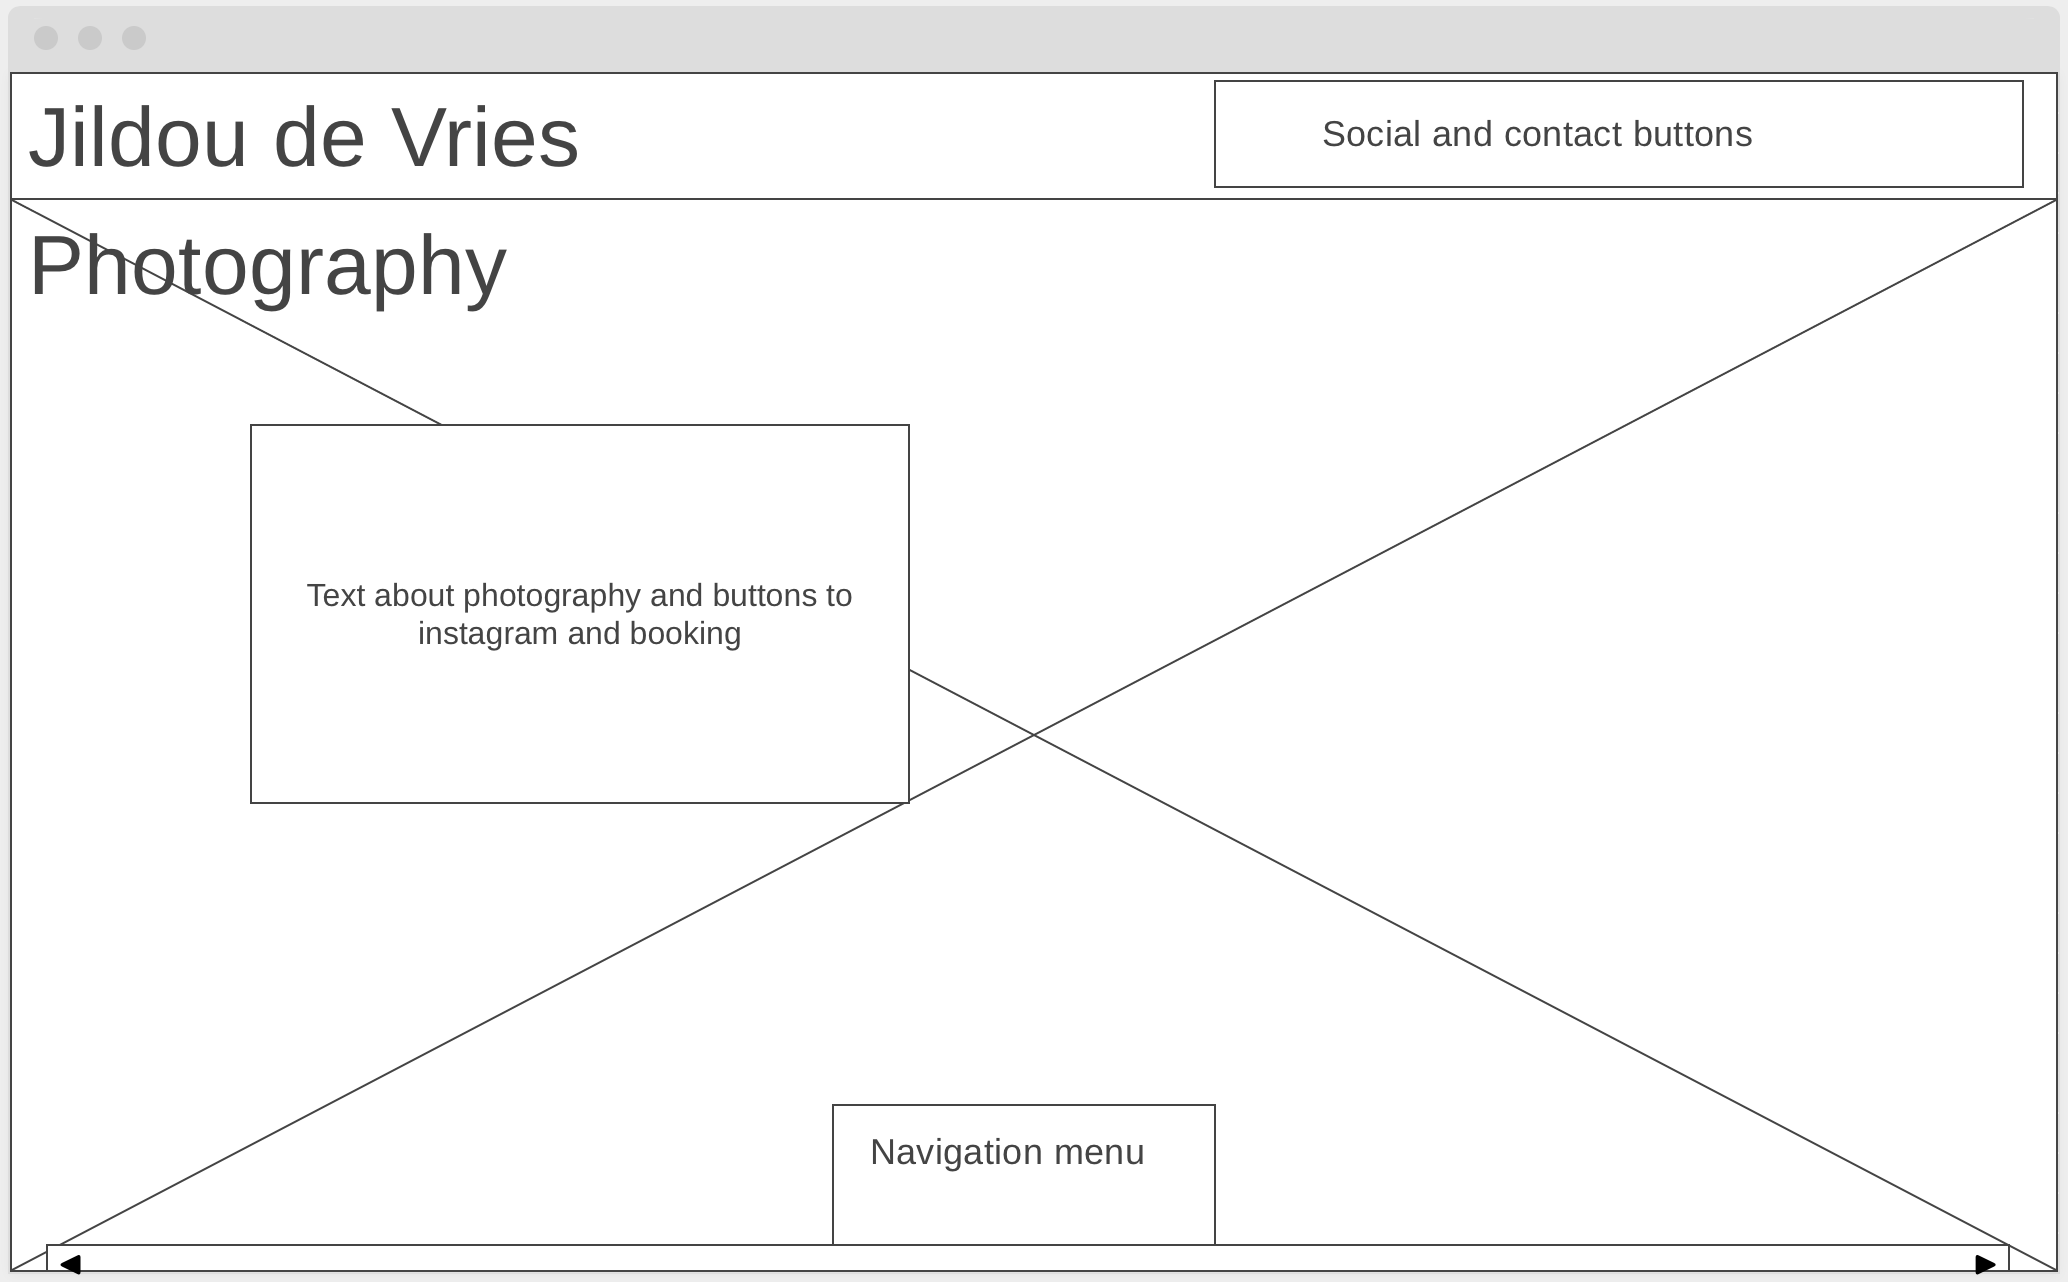 Jildou de Vries
Social and contact buttons
Photography
Text about photography and buttons to
instagram and booking
Navigation menu